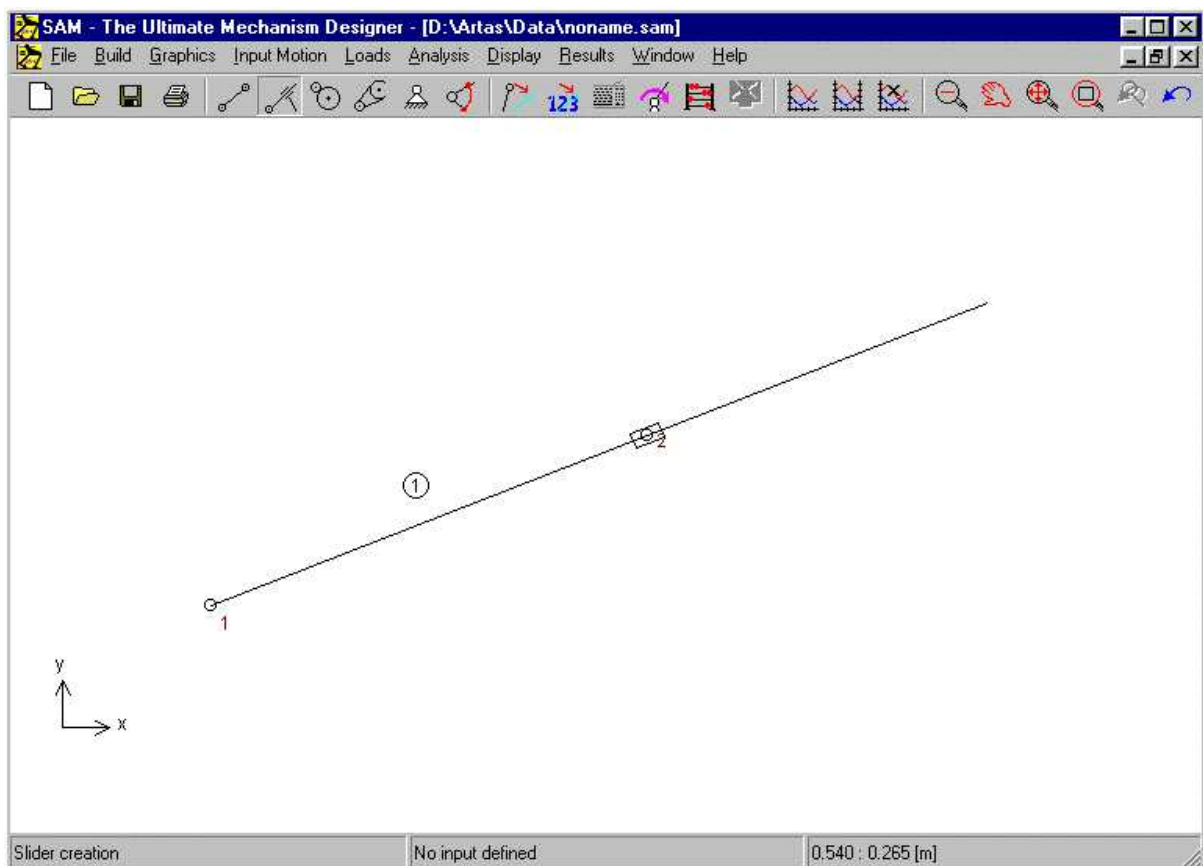 SAM - The Ultimate Mechanism Designer - [D:\Artas\Data\noname.sam]
File Build Graphics Input Motion Loads Analysis Display Results Window Help
123
2
1
1
y
x
Slider creation No input defined 0.540 : 0.265 [m]